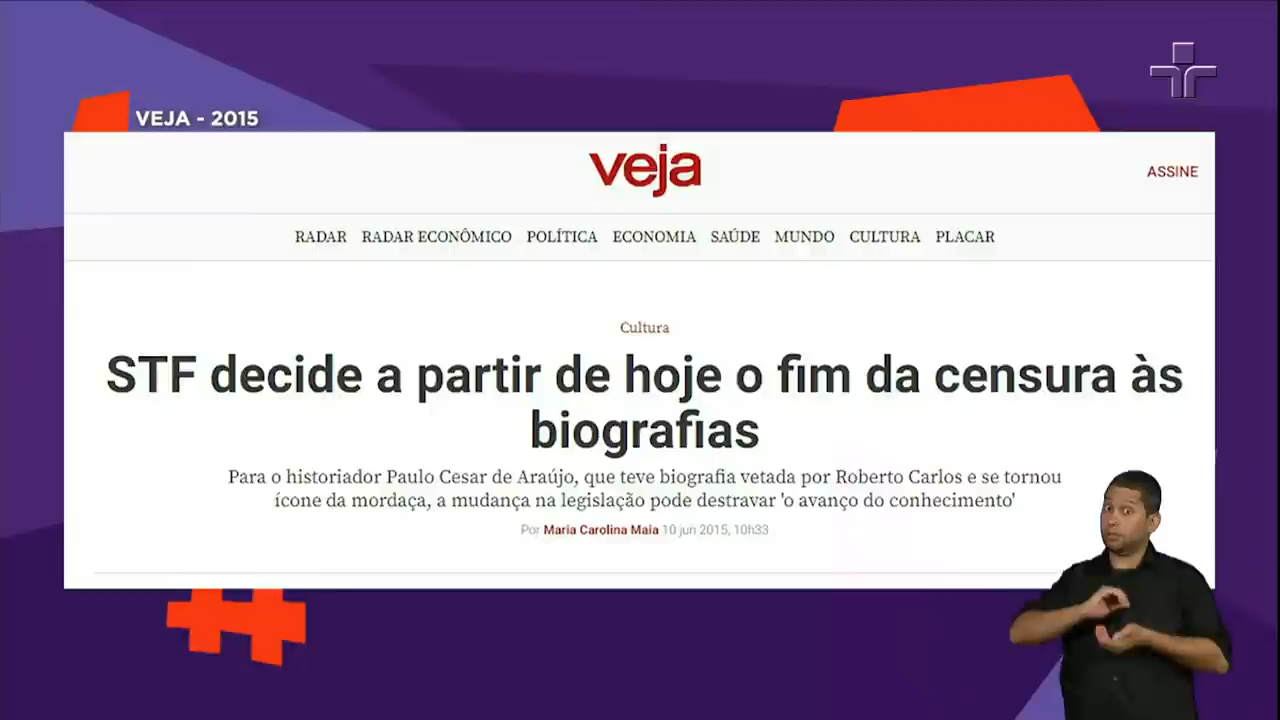 VEJA - 2015
veja
ASSINE
RADAR RADAR ECONÔMICO POLÍTICA ECONOMIA SAÚDE MUNDO CULTURA PLACAR
Cultura
STF decide a partir de hoje o fim da censura às
biografias
Para o historiador Paulo Cesar de Araújo, que teve biografia vetada por Roberto Carlos e se tornou
ícone da mordaça, a mudança na legislação pode destravar 'o avanço do conhecimento'
Por Maria Carolina Maia 10 jun 2015, 10h33
#